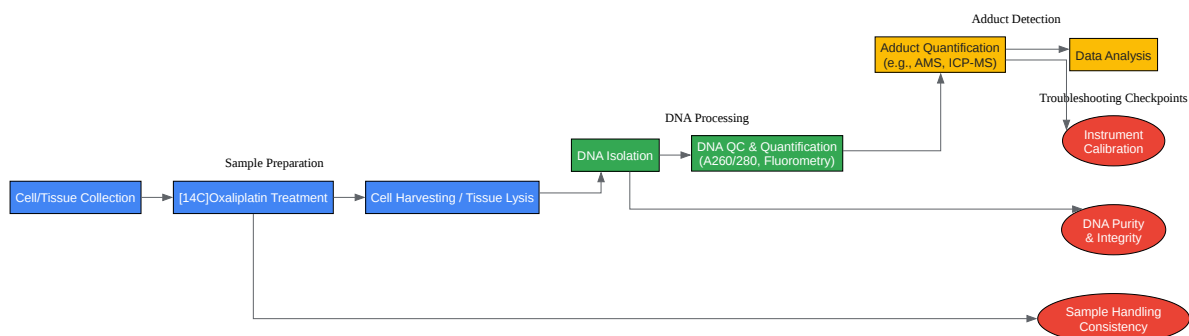 Adduct Detection
Adduct Quantification
(e.g., AMS, ICP-MS)
Data Analysis
Troubleshooting Checkpoints
DNA Processing
Instrument
Calibration
DNA Isolation
DNA QC & Quantification
(A260/280, Fluorometry)
Sample Preparation
Cell/Tissue Collection
[14C]Oxaliplatin Treatment
Cell Harvesting / Tissue Lysis
DNA Purity
& Integrity
Sample Handling
Consistency